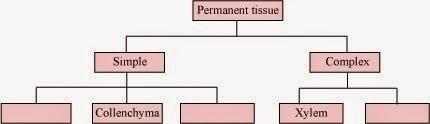 Permanent tissue
Simple
Complex
Collenchyma
Xylem